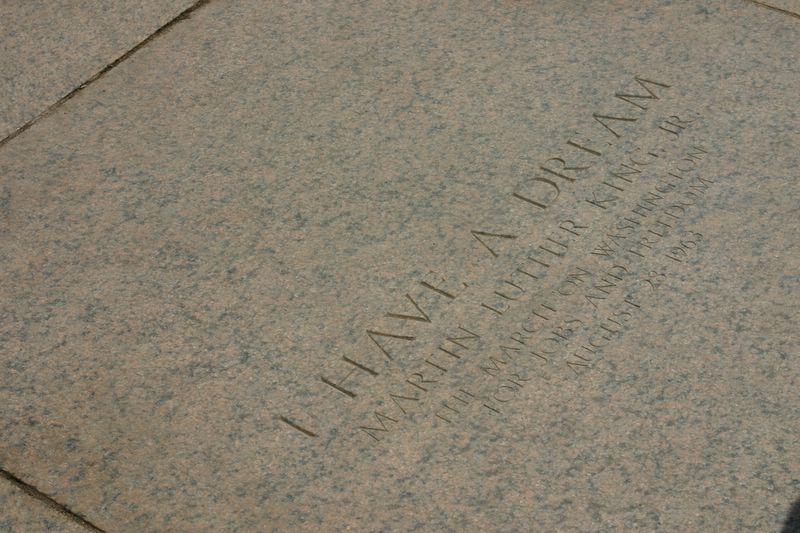 I HAVE A DREAM
MARTIN LUTHER KING, JR.
THE MARCH ON WASHINGTON
FOR JOBS AND FREEDOM
AUGUST 28, 1963